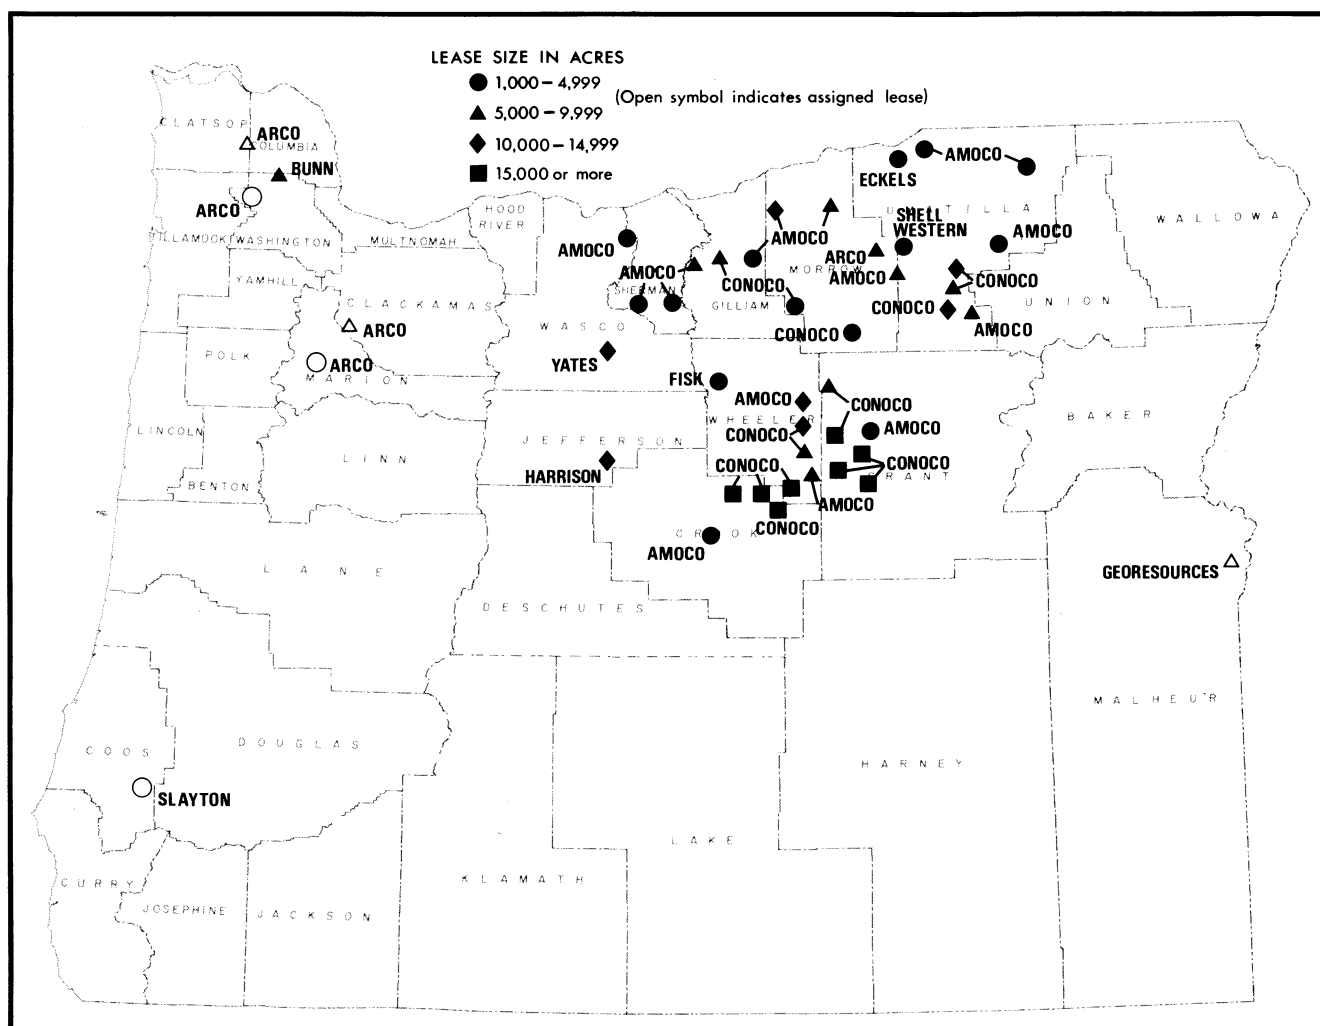 LEASE SIZE IN ACRES
1,000 – 4,999
(Open symbol indicates assigned lease)
5,000 – 9,999
10,000 – 14,999
15,000 or more
CLATSOP
ARCO
COLUMBIA
BUNN
ARCO
TILLAMOOK
WASHINGTON
MULTNOMAH
HOOD
RIVER
YAMHILL
CLACKAMAS
ARCO
POLK
ARCO
MARION
LINCOLN
LINN
BENTON
LANE
AMOCO
AMOCO
SHERMAN
WASCO
YATES
JEFFERSON
HARRISON
DESCHUTES
AMOCO
ECKELS
UMATILLA
SHELL
WESTERN
AMOCO
WALLOWA
AMOCO
ARCO
MORROW
AMOCO
CONOCO
GILLIAM
CONOCO
CONOCO
CONOCO
UNION
AMOCO
FISK
AMOCO
WHEELER
CONOCO
CONOCO
AMOCO
BAKER
CONOCO
CONOCO
GRANT
AMOCO
CONOCO
CROOK
AMOCO
GEORESOURCES
MALHEUR
COOS
DOUGLAS
SLAYTON
HARNEY
LAKE
KLAMATH
CURRY
JOSEPHINE
JACKSON